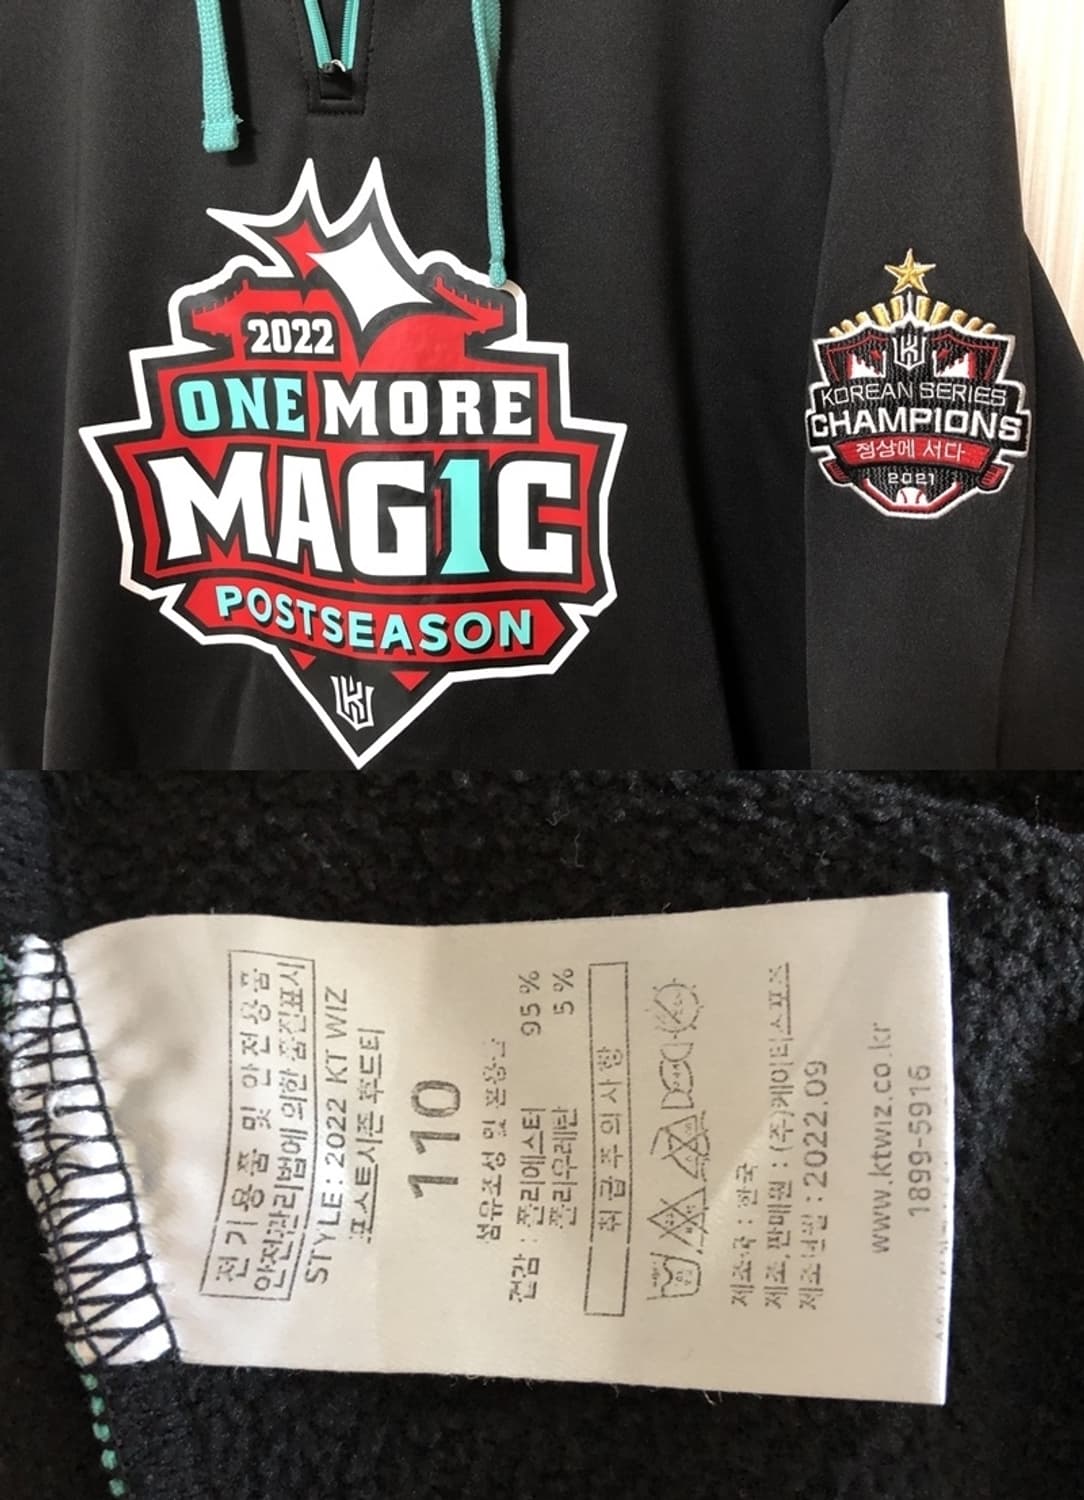 2022
ONE MORE
MAG1C
POSTSEASON
KOREAN SERIES
CHAMPIONS
정상에 서다
2021
전기용품 및 안전용품
안전관리법에 의한 품질표시
STYLE: 2022 KT WIZ
포스트시즌 후드티
110
섬유조성 및 혼용
겉감 : 폴리에스터 95 %
폴리우레탄 5 %
취급주의사항
제조국 : 한국
제조,판매원 : (주)케이티스포츠
제조년월 : 2022.09
www.ktwiz.co.kr
1899-5916